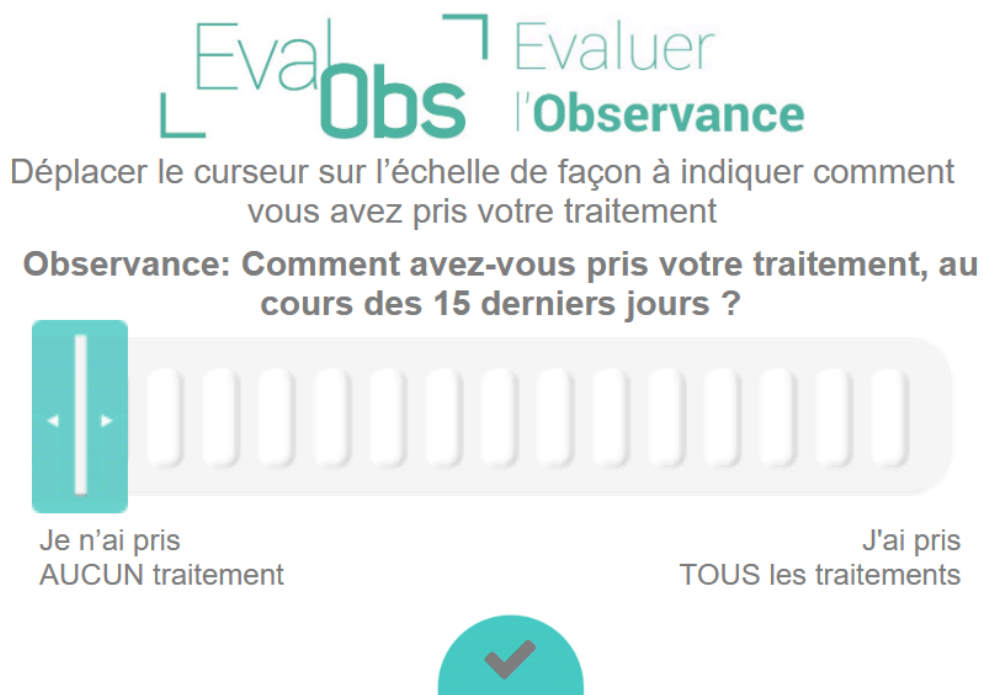 Eval
Obs
Evaluer
l'Observance
Déplacer le curseur sur l’échelle de façon à indiquer comment
vous avez pris votre traitement
Observance: Comment avez-vous pris votre traitement, au
cours des 15 derniers jours ?
Je n’ai pris
AUCUN traitement
J'ai pris
TOUS les traitements